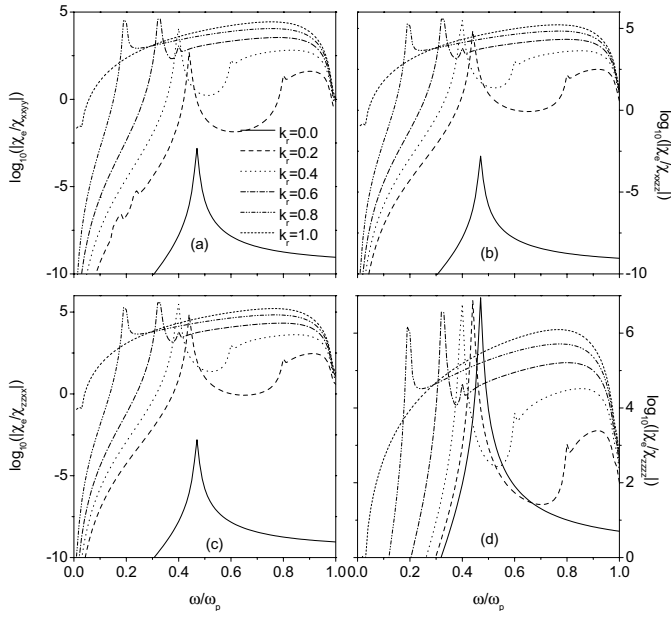 log₁₀(|χₑ/χₓₓyy|)
5
0
-5
-10
kᵣ=0.0
kᵣ=0.2
kᵣ=0.4
kᵣ=0.6
kᵣ=0.8
kᵣ=1.0
(a)
log₁₀(|χₑ/χₓₓzz|)
5
0
-5
-10
(b)
log₁₀(|χₑ/χzzₓₓ|)
5
0
-5
-10
(c)
0.0 0.2 0.4 0.6 0.8 1.0
ω/ωₚ
log₁₀(|χₑ/χzzzz|)
6
4
2
0
(d)
0.0 0.2 0.4 0.6 0.8 1.0
ω/ωₚ